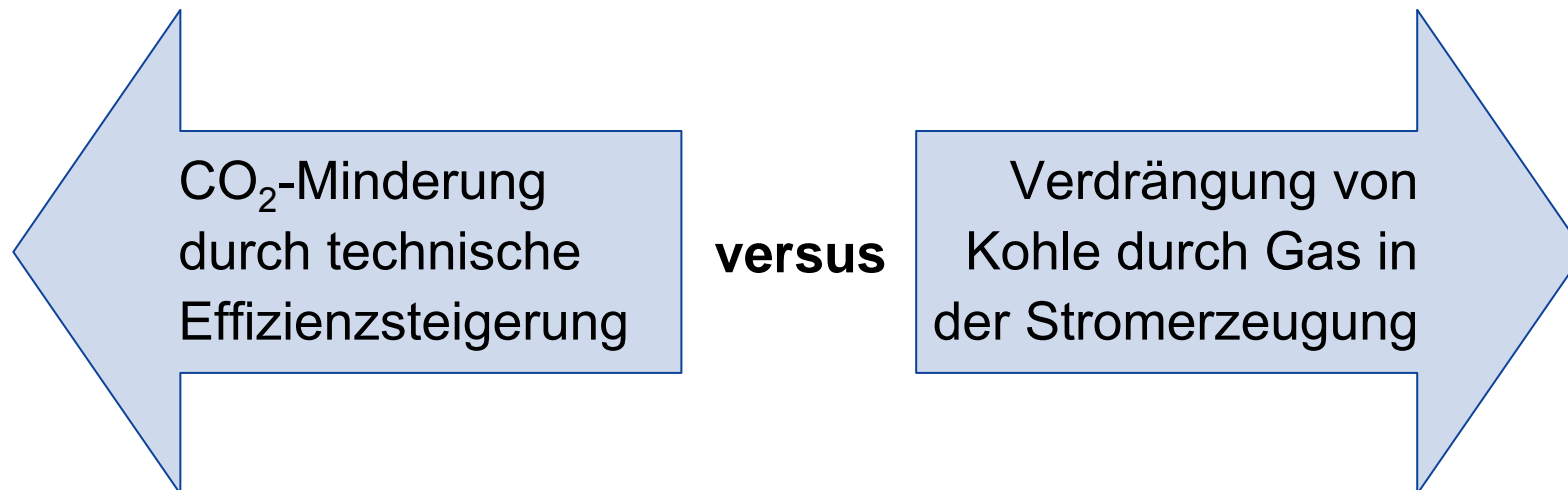 CO₂-Minderung
durch technische
Effizienzsteigerung
versus
Verdrängung von
Kohle durch Gas in
der Stromerzeugung